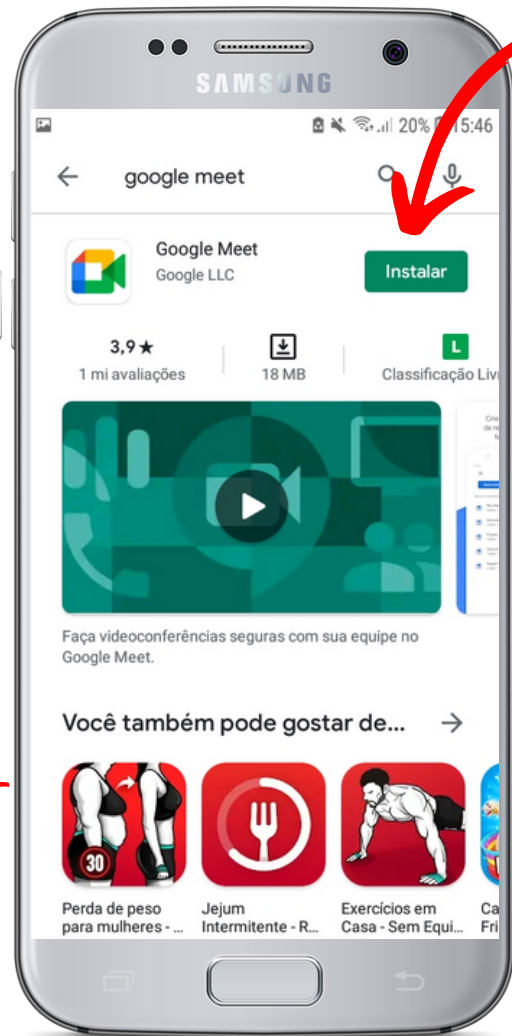 SAMSUNG
20% 15:46
google meet
Google Meet
Google LLC
Instalar
3,9 ★
1 mi avaliações
18 MB
L
Classificação Liv
Faça videoconferências seguras com sua equipe no
Google Meet.
Você também pode gostar de...
30
Perda de peso
para mulheres - ...
Jejum
Intermitente - R...
Exercícios em
Casa - Sem Equi...
Ca
Fri